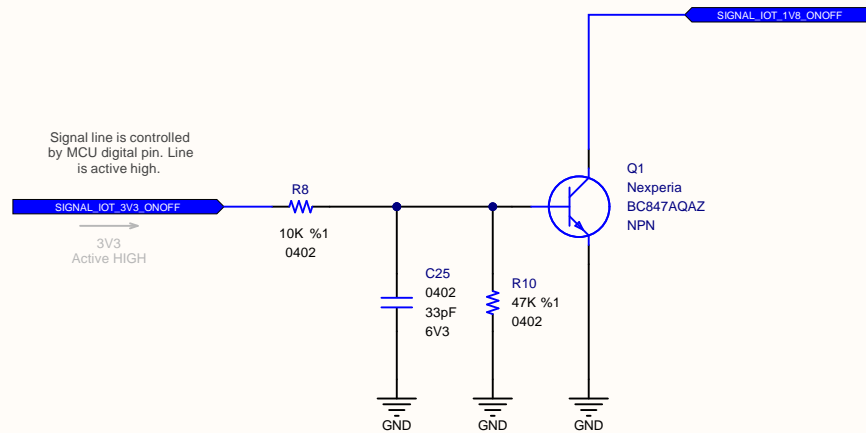 SIGNAL_IOT_1V8_ONOFF
Signal line is controlled
by MCU digital pin. Line
is active high.
SIGNAL_IOT_3V3_ONOFF
3V3
Active HIGH
R8
10K %1
0402
C25
0402
33pF
6V3
R10
47K %1
0402
Q1
Nexperia
BC847AQAZ
NPN
GND
GND
GND